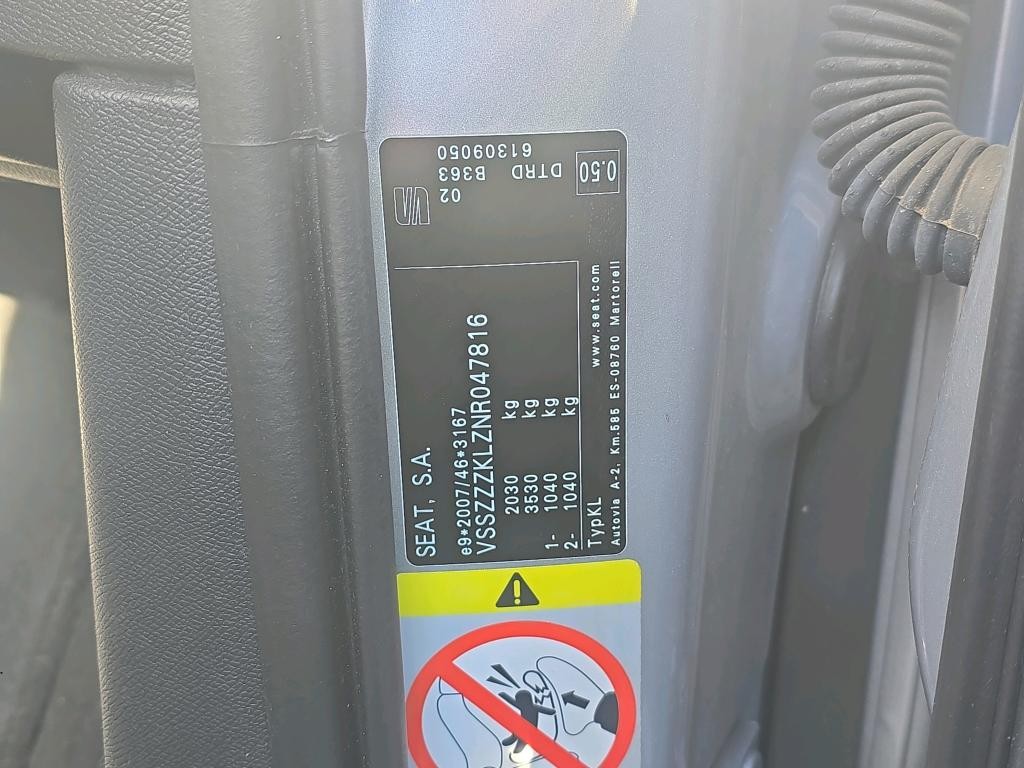 SEAT, S.A.
e9*2007/46*3167
VSSZZZKLZNR047816
2030 kg
3530 kg
1- 1040 kg
2- 1040 kg
TypKL
www.seat.com
Autovia A-2, Km.585 ES-08760 Martorell
02
B363 61309050
DTRD
0.50